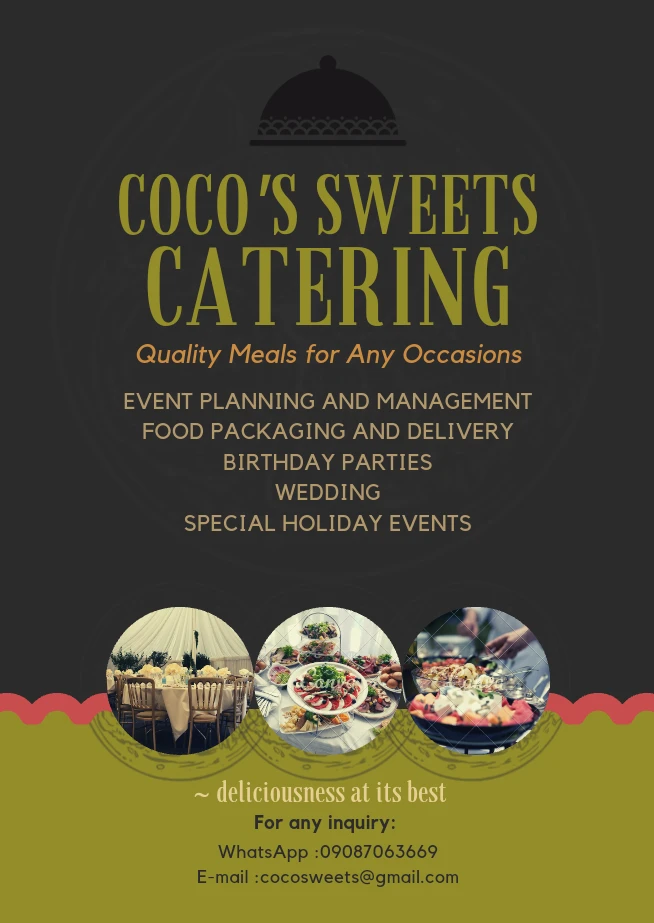 COCO'S SWEETS
CATERING
Quality Meals for Any Occasions
EVENT PLANNING AND MANAGEMENT
FOOD PACKAGING AND DELIVERY
BIRTHDAY PARTIES
WEDDING
SPECIAL HOLIDAY EVENTS
~ deliciousness at its best
For any inquiry:
WhatsApp :09087063669
E-mail :cocosweets@gmail.com